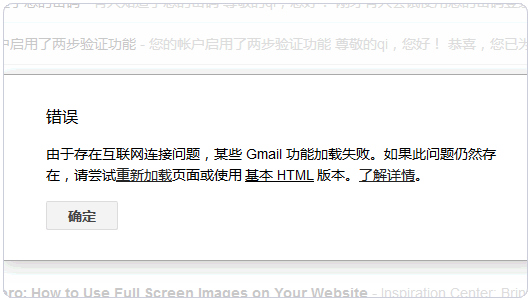 户启用了两步验证功能 - 您的帐户启用了两步验证功能 尊敬的qi，您好！ 恭喜，您已为
错误
由于存在互联网连接问题，某些 Gmail 功能加载失败。如果此问题仍然存
在，请尝试重新加载页面或使用 基本 HTML 版本。了解详情。
确定
ero: How to Use Full Screen Images on Your Website - Inspiration Center: Brin